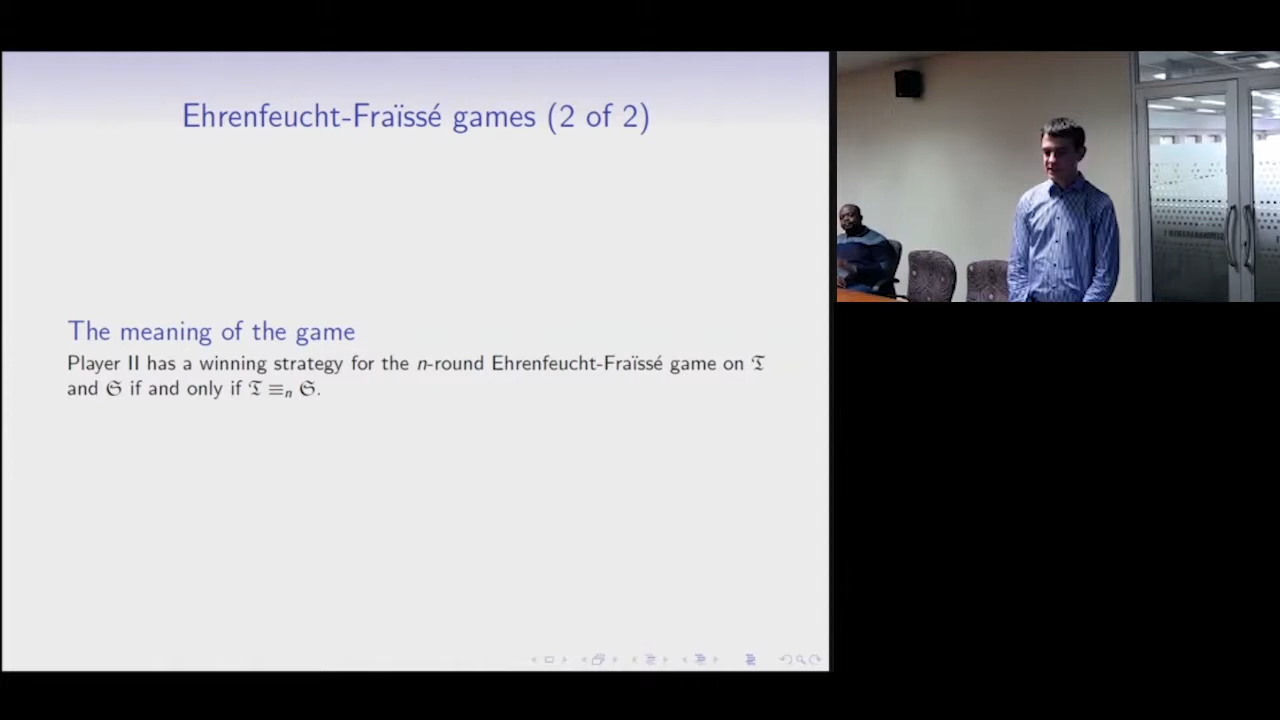 Ehrenfeucht-Fraïssé games (2 of 2)
The meaning of the game
Player II has a winning strategy for the n-round Ehrenfeucht-Fraïssé game on 𝔗
and 𝔖 if and only if 𝔗 ≡ₙ 𝔖.